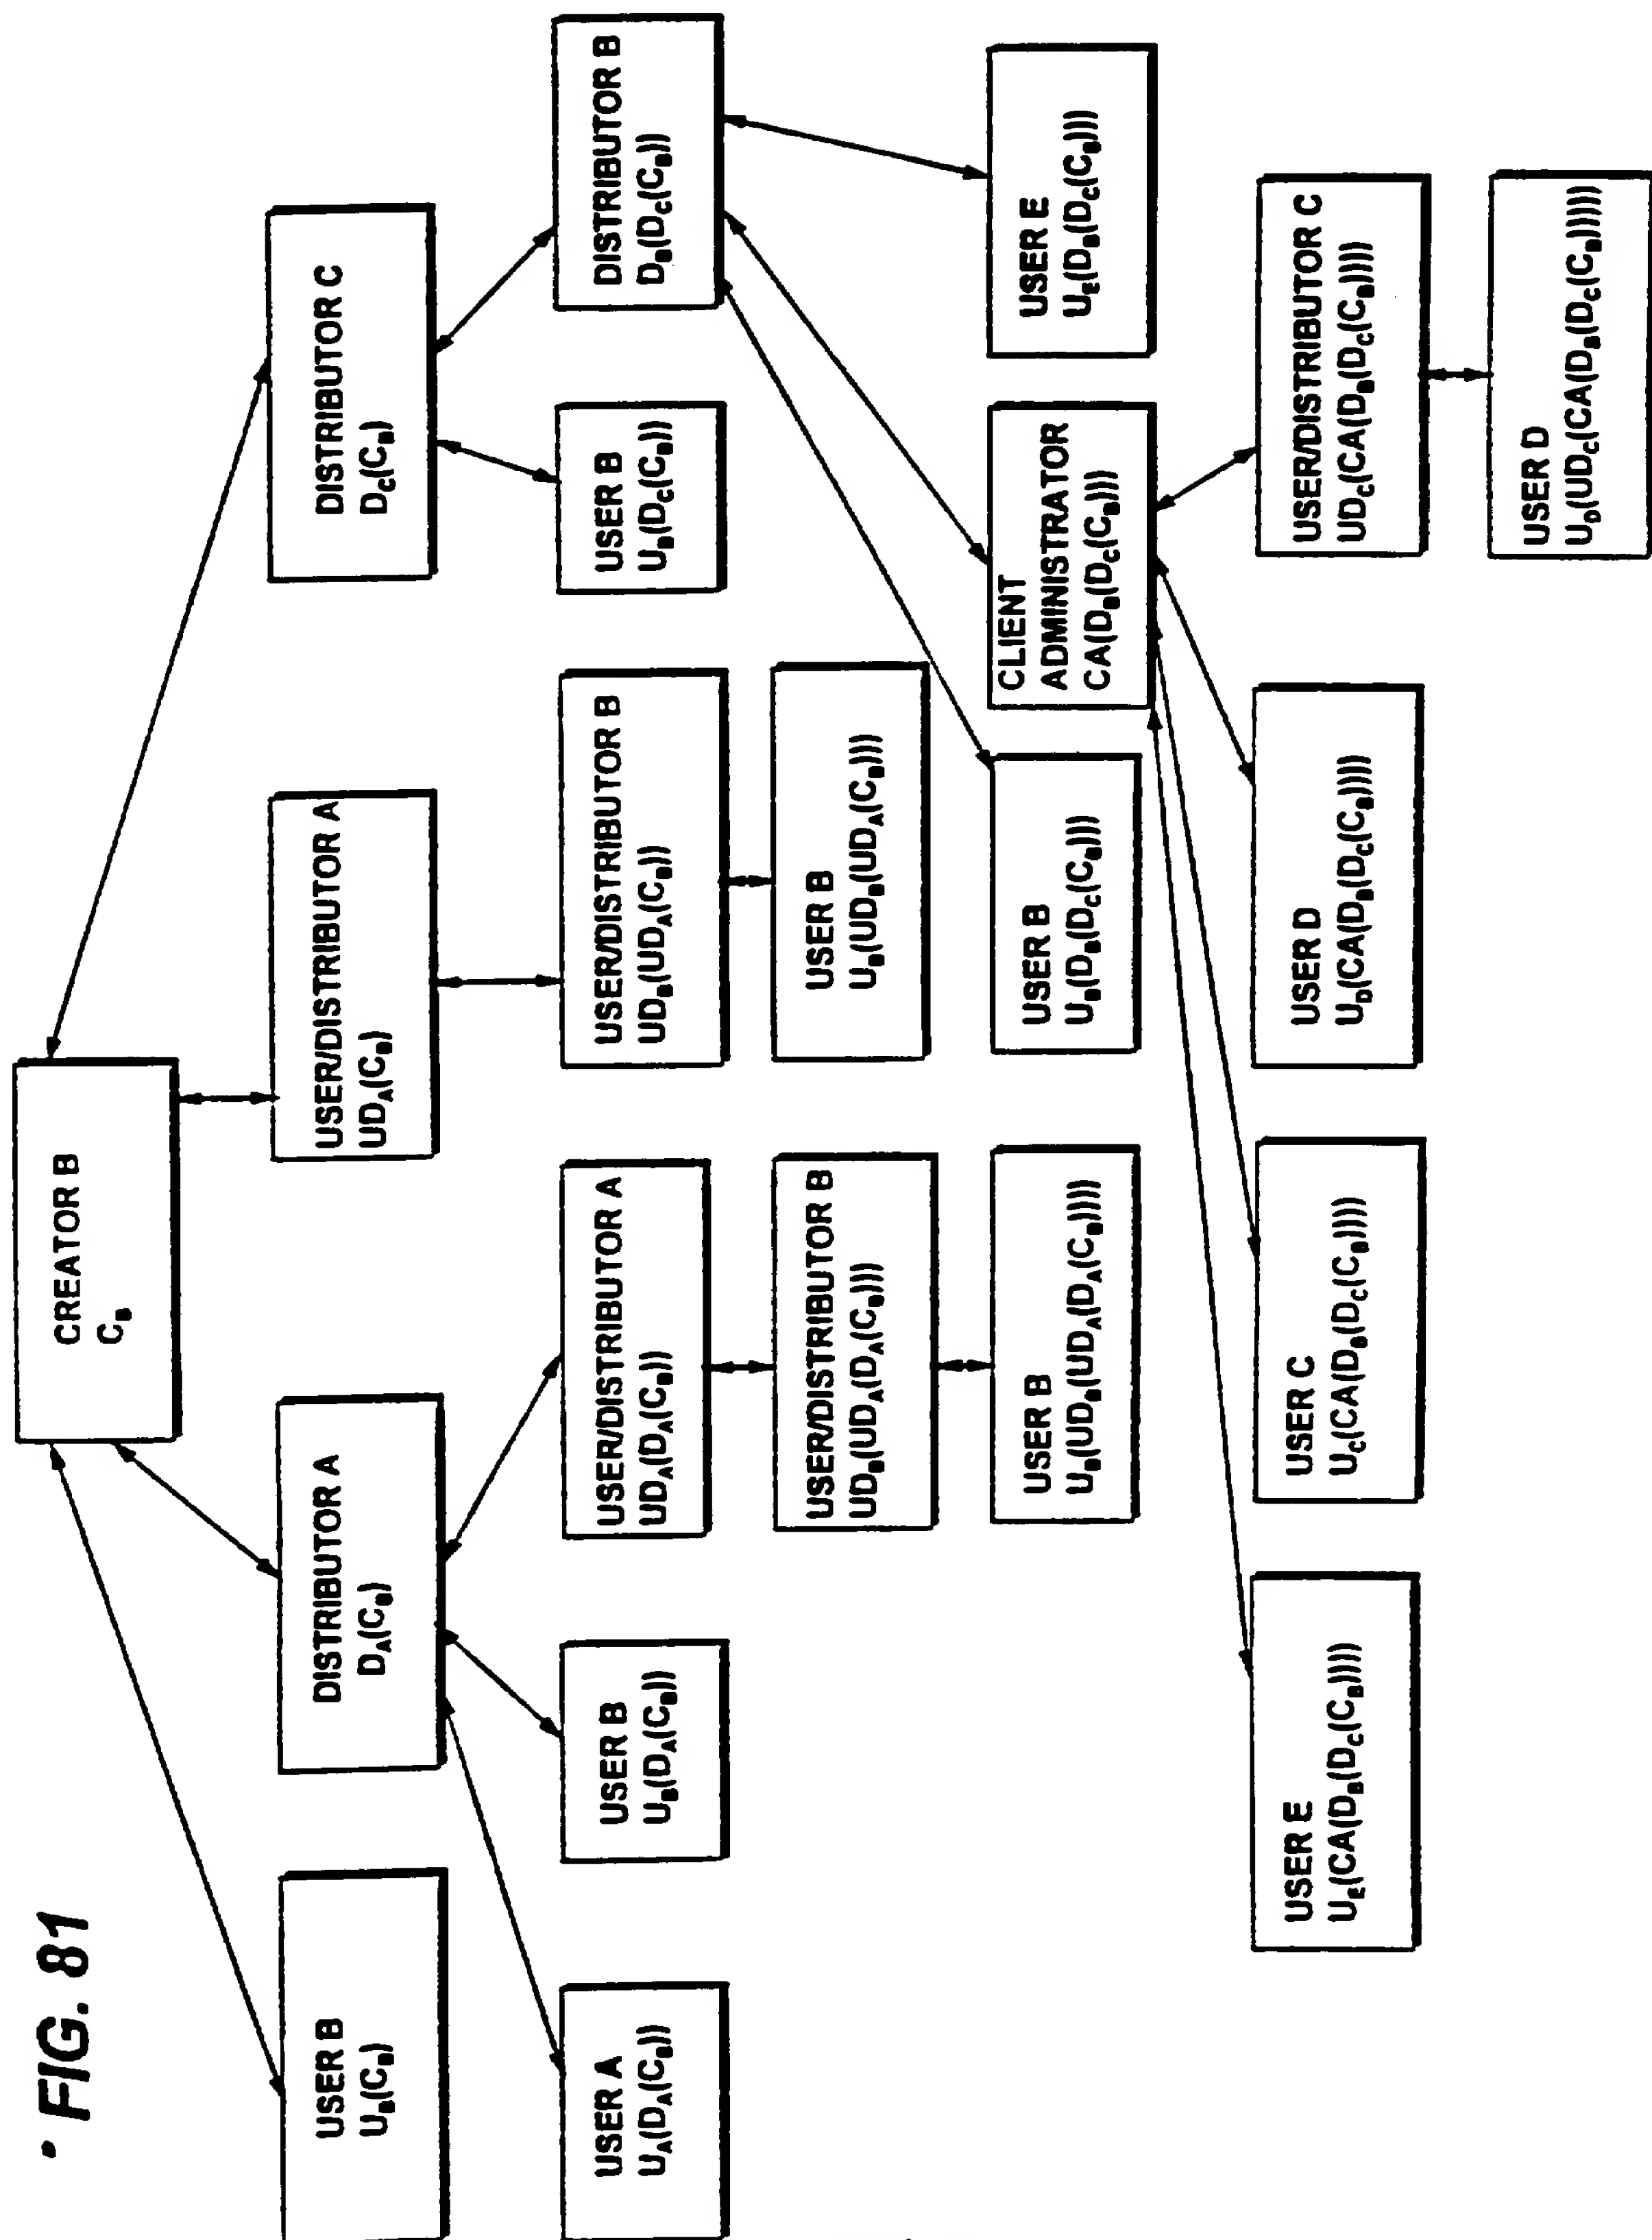 FIG. 81
CREATOR B
C_B
USER B
U_B(C_B)
DISTRIBUTOR A
D_A(C_B)
USER/DISTRIBUTOR A
UD_A(C_B)
DISTRIBUTOR C
D_C(C_B)
USER A
U_A(D_A(C_B))
USER B
U_B(D_A(C_B))
USER/DISTRIBUTOR A
UD_A(D_A(C_B))
USER/DISTRIBUTOR B
UD_B(UD_A(C_B))
USER B
U_B(D_C(C_B))
DISTRIBUTOR B
D_B(D_C(C_B))
USER/DISTRIBUTOR B
UD_B(UD_A(D_A(C_B)))
USER B
U_B(UD_B(UD_A(C_B)))
USER B
U_B(UD_B(UD_A(D_A(C_B))))
USER B
U_B(D_B(D_C(C_B)))
CLIENT
ADMINISTRATOR
CA(D_B(D_C(C_B)))
USER E
U_E(D_B(D_C(C_B)))
USER E
U_E(CA(D_B(D_C(C_B))))
USER C
U_C(CA(D_B(D_C(C_B))))
USER D
U_D(CA(D_B(D_C(C_B))))
USER/DISTRIBUTOR C
UD_C(CA(D_B(D_C(C_B))))
USER D
U_D(UD_C(CA(D_B(D_C(C_B)))))